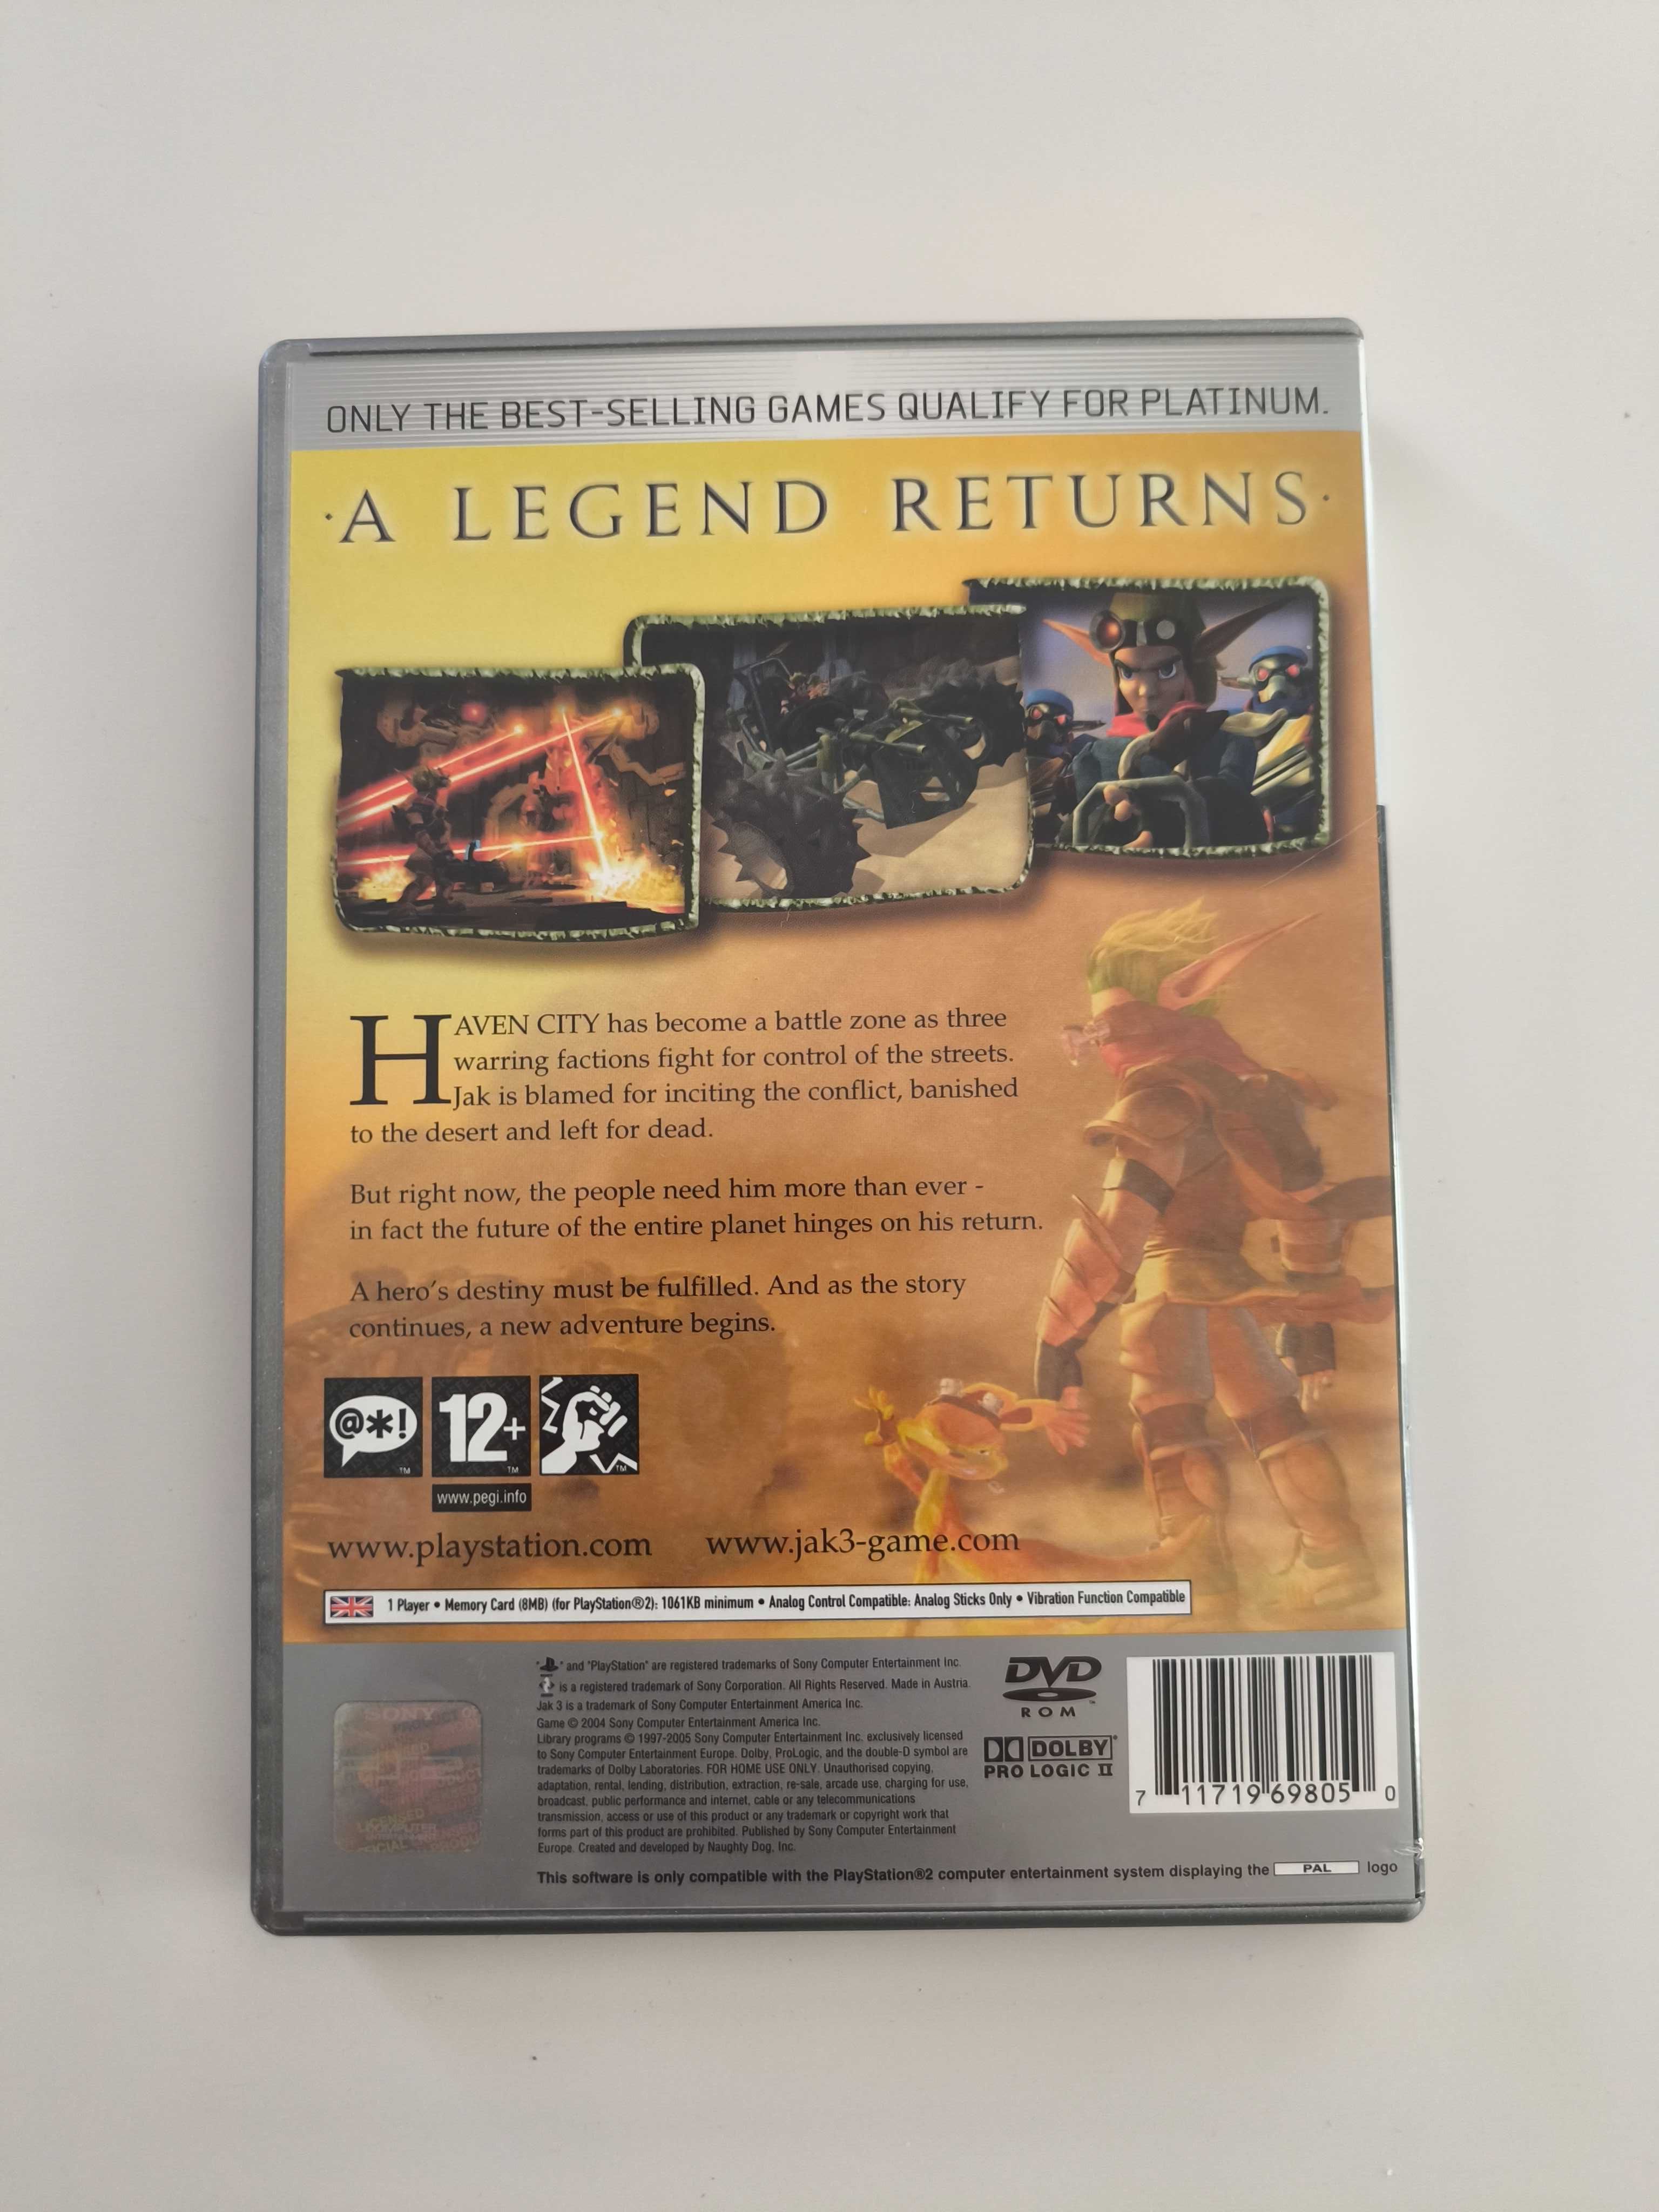 ONLY THE BEST-SELLING GAMES QUALIFY FOR PLATINUM.
·A LEGEND RETURNS·
HAVEN CITY has become a battle zone as three
warring factions fight for control of the streets.
Jak is blamed for inciting the conflict, banished
to the desert and left for dead.
But right now, the people need him more than ever -
in fact the future of the entire planet hinges on his return.
A hero's destiny must be fulfilled. And as the story
continues, a new adventure begins.
@*! ™
12+ ™
™
www.pegi.info
www.playstation.com www.jak3-game.com
1 Player • Memory Card (8MB) (for PlayStation®2): 1061KB minimum • Analog Control Compatible: Analog Sticks Only • Vibration Function Compatible
" " and "PlayStation" are registered trademarks of Sony Computer Entertainment Inc.
is a registered trademark of Sony Corporation. All Rights Reserved. Made in Austria.
Jak 3 is a trademark of Sony Computer Entertainment America Inc.
Game © 2004 Sony Computer Entertainment America Inc.
Library programs © 1997-2005 Sony Computer Entertainment Inc. exclusively licensed
to Sony Computer Entertainment Europe. Dolby, ProLogic, and the double-D symbol are
trademarks of Dolby Laboratories. FOR HOME USE ONLY. Unauthorised copying,
adaptation, rental, lending, distribution, extraction, re-sale, arcade use, charging for use,
broadcast, public performance and internet, cable or any telecommunications
transmission, access or use of this product or any trademark or copyright work that
forms part of this product are prohibited. Published by Sony Computer Entertainment
Europe. Created and developed by Naughty Dog, Inc.
This software is only compatible with the PlayStation®2 computer entertainment system displaying the PAL logo
DVD
ROM
DOLBY
PRO LOGIC II
7 11719 69805 0
SONY
PRODUCT
LICENSED